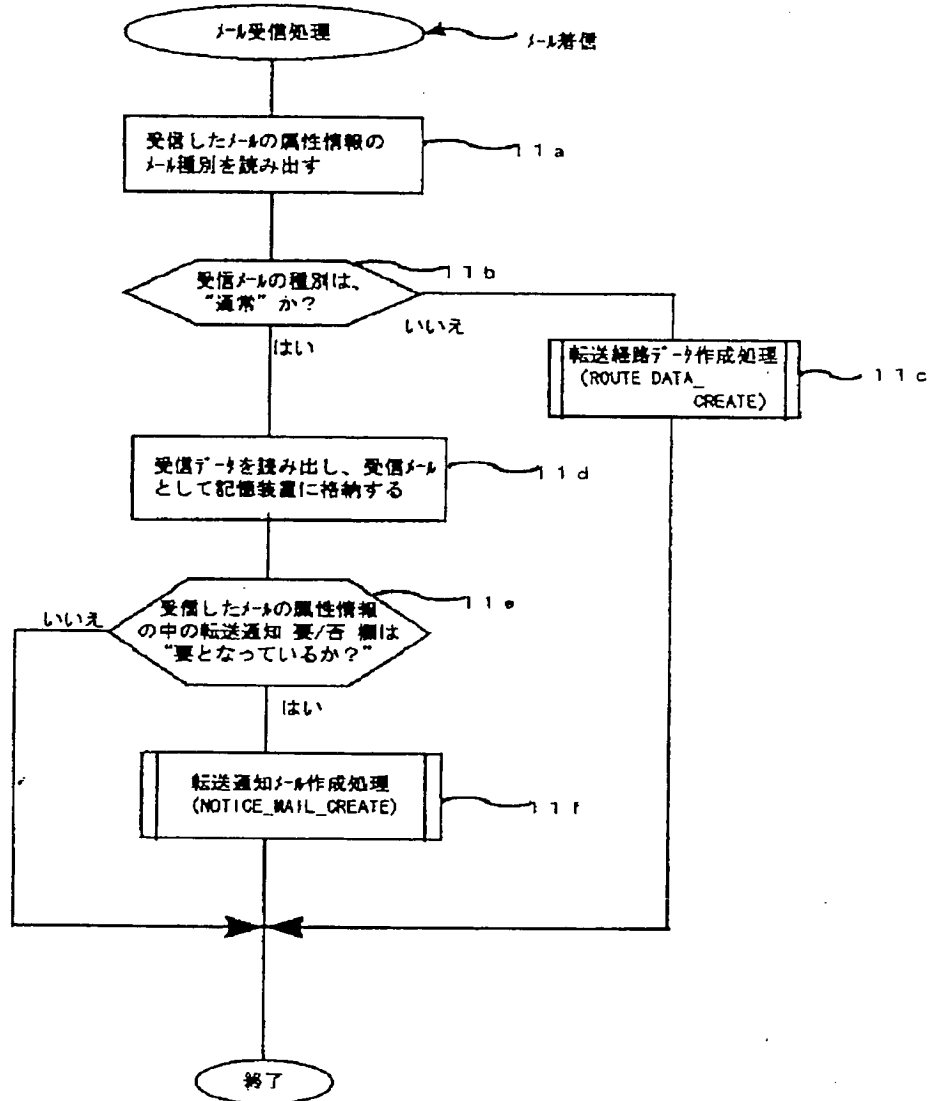 メール受信処理
メール着信
受信したメールの属性情報の
メール種別を読み出す
11a
受信メールの種別は、
“通常”か？
11b
いいえ
はい
転送経路データ作成処理
(ROUTE DATA_
CREATE)
11c
受信データを読み出し、受信メール
として記憶装置に格納する
11d
受信したメールの属性情報
の中の転送通知 要/否 欄は
“要となっているか？”
11e
いいえ
はい
転送通知メール作成処理
(NOTICE_MAIL_CREATE)
11f
終了